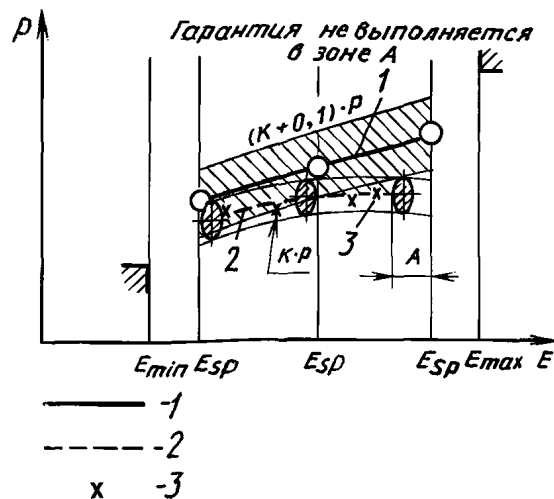 P
Гарантия не выполняется
в зоне А
1
(K+0,1)·P
2
K·P
3
A
Emin Esp Esp Esp Emax E
-1
-2
x -3